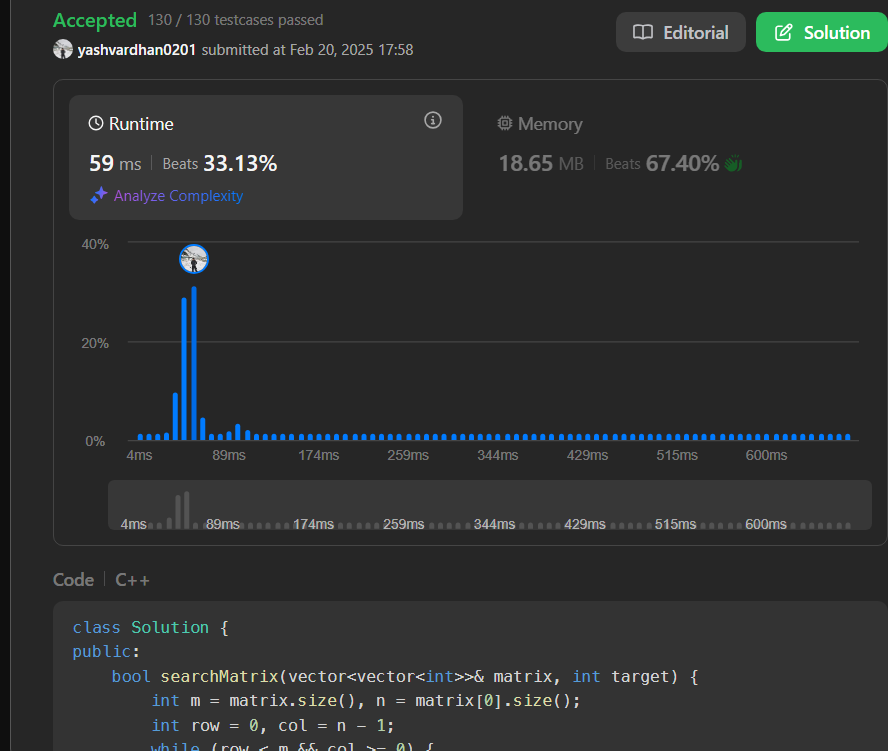 Accepted 130 / 130 testcases passed
yashvardhan0201 submitted at Feb 20, 2025 17:58
Editorial
Solution
Runtime
59 ms Beats 33.13%
Analyze Complexity
Memory
18.65 MB Beats 67.40%
40%
20%
0%
4ms 89ms 174ms 259ms 344ms 429ms 515ms 600ms
4ms 89ms 174ms 259ms 344ms 429ms 515ms 600ms
Code C++
class Solution {
public:
    bool searchMatrix(vector<vector<int>>& matrix, int target) {
        int m = matrix.size(), n = matrix[0].size();
        int row = 0, col = n - 1;
        while (row < m && col >= 0) {